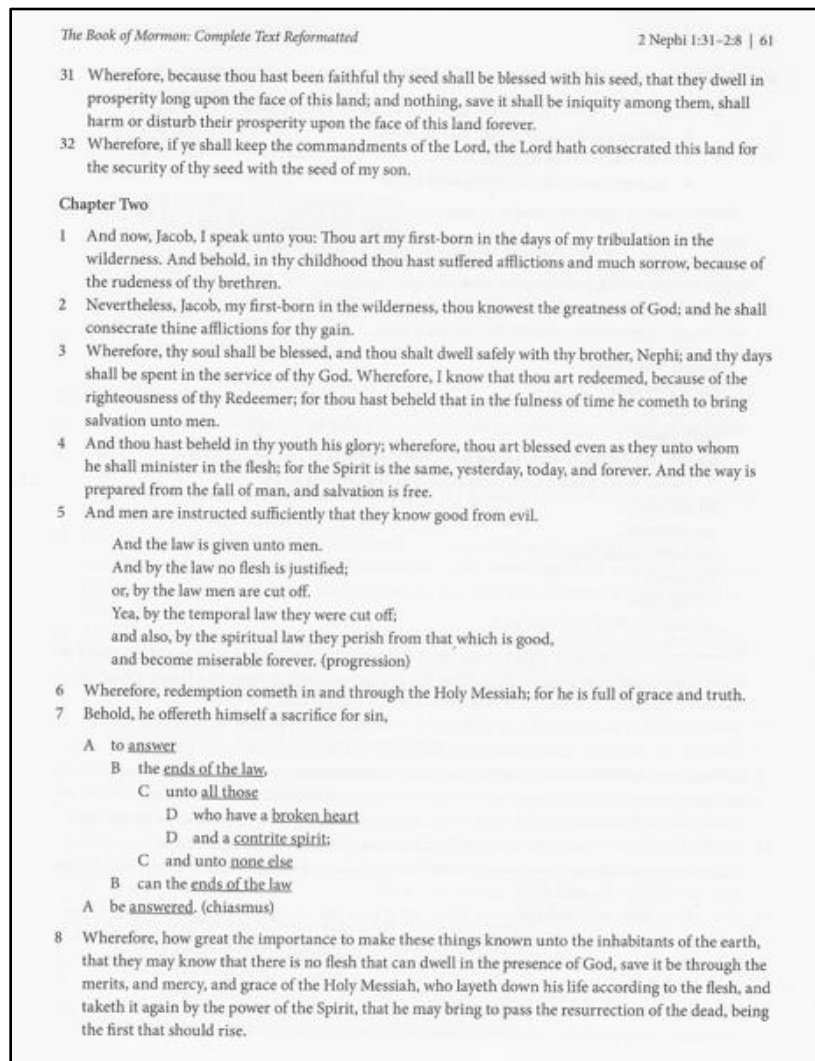 The Book of Mormon: Complete Text Reformatted
2 Nephi 1:31–2:8 | 61
31 Wherefore, because thou hast been faithful thy seed shall be blessed with his seed, that they dwell in
prosperity long upon the face of this land; and nothing, save it shall be iniquity among them, shall
harm or disturb their prosperity upon the face of this land forever.
32 Wherefore, if ye shall keep the commandments of the Lord, the Lord hath consecrated this land for
the security of thy seed with the seed of my son.
Chapter Two
1 And now, Jacob, I speak unto you: Thou art my first-born in the days of my tribulation in the
wilderness. And behold, in thy childhood thou hast suffered afflictions and much sorrow, because of
the rudeness of thy brethren.
2 Nevertheless, Jacob, my first-born in the wilderness, thou knowest the greatness of God; and he shall
consecrate thine afflictions for thy gain.
3 Wherefore, thy soul shall be blessed, and thou shalt dwell safely with thy brother, Nephi; and thy days
shall be spent in the service of thy God. Wherefore, I know that thou art redeemed, because of the
righteousness of thy Redeemer; for thou hast beheld that in the fulness of time he cometh to bring
salvation unto men.
4 And thou hast beheld in thy youth his glory; wherefore, thou art blessed even as they unto whom
he shall minister in the flesh; for the Spirit is the same, yesterday, today, and forever. And the way is
prepared from the fall of man, and salvation is free.
5 And men are instructed sufficiently that they know good from evil.
And the law is given unto men.
And by the law no flesh is justified;
or, by the law men are cut off.
Yea, by the temporal law they were cut off;
and also, by the spiritual law they perish from that which is good,
and become miserable forever. (progression)
6 Wherefore, redemption cometh in and through the Holy Messiah; for he is full of grace and truth.
7 Behold, he offereth himself a sacrifice for sin,
A to answer
B the ends of the law,
C unto all those
D who have a broken heart
D and a contrite spirit;
C and unto none else
B can the ends of the law
A be answered. (chiasmus)
8 Wherefore, how great the importance to make these things known unto the inhabitants of the earth,
that they may know that there is no flesh that can dwell in the presence of God, save it be through the
merits, and mercy, and grace of the Holy Messiah, who layeth down his life according to the flesh, and
taketh it again by the power of the Spirit, that he may bring to pass the resurrection of the dead, being
the first that should rise.